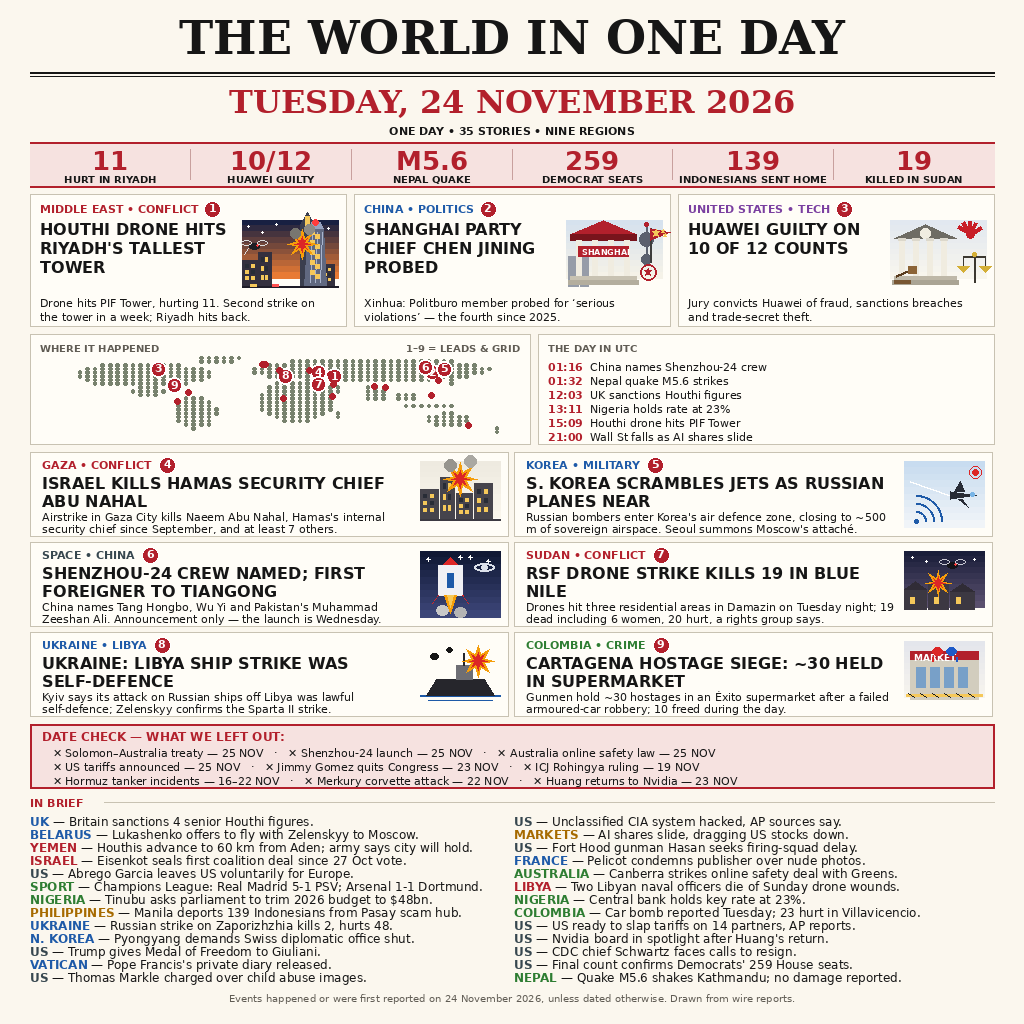 THE WORLD IN ONE DAY
TUESDAY, 24 NOVEMBER 2026
ONE DAY • 35 STORIES • NINE REGIONS
11
HURT IN RIYADH
10/12
HUAWEI GUILTY
M5.6
NEPAL QUAKE
259
DEMOCRAT SEATS
139
INDONESIANS SENT HOME
19
KILLED IN SUDAN
MIDDLE EAST • CONFLICT 1
HOUTHI DRONE HITS
RIYADH'S TALLEST
TOWER
Drone hits PIF Tower, hurting 11. Second strike on
the tower in a week; Riyadh hits back.
CHINA • POLITICS 2
SHANGHAI PARTY
CHIEF CHEN JINING
PROBED
SHANGHAI
Xinhua: Politburo member probed for ‘serious
violations’ — the fourth since 2025.
UNITED STATES • TECH 3
HUAWEI GUILTY ON
10 OF 12 COUNTS
Jury convicts Huawei of fraud, sanctions breaches
and trade-secret theft.
WHERE IT HAPPENED
1–9 = LEADS & GRID
3
9
8
4
1
7
6
5
THE DAY IN UTC
01:16 China names Shenzhou-24 crew
01:32 Nepal quake M5.6 strikes
12:03 UK sanctions Houthi figures
13:11 Nigeria holds rate at 23%
15:09 Houthi drone hits PIF Tower
21:00 Wall St falls as AI shares slide
GAZA • CONFLICT 4
ISRAEL KILLS HAMAS SECURITY CHIEF
ABU NAHAL
Airstrike in Gaza City kills Naeem Abu Nahal, Hamas's internal
security chief since September, and at least 7 others.
KOREA • MILITARY 5
S. KOREA SCRAMBLES JETS AS RUSSIAN
PLANES NEAR
Russian bombers enter Korea's air defence zone, closing to ~500
m of sovereign airspace. Seoul summons Moscow's attaché.
SPACE • CHINA 6
SHENZHOU-24 CREW NAMED; FIRST
FOREIGNER TO TIANGONG
China names Tang Hongbo, Wu Yi and Pakistan's Muhammad
Zeeshan Ali. Announcement only — the launch is Wednesday.
SUDAN • CONFLICT 7
RSF DRONE STRIKE KILLS 19 IN BLUE
NILE
Drones hit three residential areas in Damazin on Tuesday night; 19
dead including 6 women, 20 hurt, a rights group says.
UKRAINE • LIBYA 8
UKRAINE: LIBYA SHIP STRIKE WAS
SELF-DEFENCE
Kyiv says its attack on Russian ships off Libya was lawful
self-defence; Zelenskyy confirms the Sparta II strike.
COLOMBIA • CRIME 9
CARTAGENA HOSTAGE SIEGE: ~30 HELD
IN SUPERMARKET
Gunmen hold ~30 hostages in an Éxito supermarket after a failed
armoured-car robbery; 10 freed during the day.
MARKET
DATE CHECK — WHAT WE LEFT OUT:
✕ Solomon–Australia treaty — 25 NOV · ✕ Shenzhou-24 launch — 25 NOV · ✕ Australia online safety law — 25 NOV
✕ US tariffs announced — 25 NOV · ✕ Jimmy Gomez quits Congress — 23 NOV · ✕ ICJ Rohingya ruling — 19 NOV
✕ Hormuz tanker incidents — 16–22 NOV · ✕ Merkury corvette attack — 22 NOV · ✕ Huang returns to Nvidia — 23 NOV
IN BRIEF
UK — Britain sanctions 4 senior Houthi figures.
BELARUS — Lukashenko offers to fly with Zelenskyy to Moscow.
YEMEN — Houthis advance to 60 km from Aden; army says city will hold.
ISRAEL — Eisenkot seals first coalition deal since 27 Oct vote.
US — Abrego Garcia leaves US voluntarily for Europe.
SPORT — Champions League: Real Madrid 5-1 PSV; Arsenal 1-1 Dortmund.
NIGERIA — Tinubu asks parliament to trim 2026 budget to $48bn.
PHILIPPINES — Manila deports 139 Indonesians from Pasay scam hub.
UKRAINE — Russian strike on Zaporizhzhia kills 2, hurts 48.
N. KOREA — Pyongyang demands Swiss diplomatic office shut.
US — Trump gives Medal of Freedom to Giuliani.
VATICAN — Pope Francis's private diary released.
US — Thomas Markle charged over child abuse images.
US — Unclassified CIA system hacked, AP sources say.
MARKETS — AI shares slide, dragging US stocks down.
US — Fort Hood gunman Hasan seeks firing-squad delay.
FRANCE — Pelicot condemns publisher over nude photos.
AUSTRALIA — Canberra strikes online safety deal with Greens.
LIBYA — Two Libyan naval officers die of Sunday drone wounds.
NIGERIA — Central bank holds key rate at 23%.
COLOMBIA — Car bomb reported Tuesday; 23 hurt in Villavicencio.
US — US ready to slap tariffs on 14 partners, AP reports.
US — Nvidia board in spotlight after Huang's return.
US — CDC chief Schwartz faces calls to resign.
US — Final count confirms Democrats' 259 House seats.
NEPAL — Quake M5.6 shakes Kathmandu; no damage reported.
Events happened or were first reported on 24 November 2026, unless dated otherwise. Drawn from wire reports.